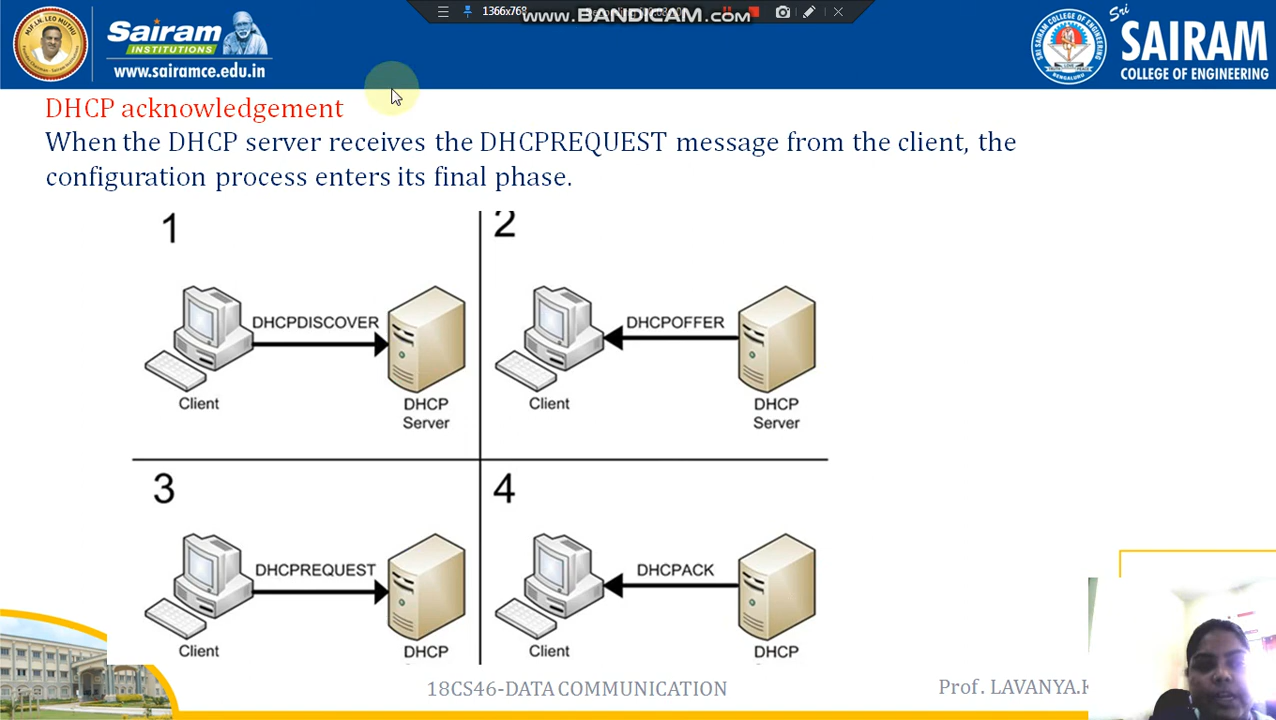 1366x768
www.BANDICAM.com
Sairam
INSTITUTIONS
www.sairamce.edu.in
Sri
SAIRAM
COLLEGE OF ENGINEERING
DHCP acknowledgement
When the DHCP server receives the DHCPREQUEST message from the client, the
configuration process enters its final phase.
1
DHCPDISCOVER
Client
DHCP
Server
2
DHCPOFFER
Client
DHCP
Server
3
DHCPREQUEST
Client
DHCP
4
DHCPACK
Client
DHCP
18CS46-DATA COMMUNICATION
Prof. LAVANYA.K